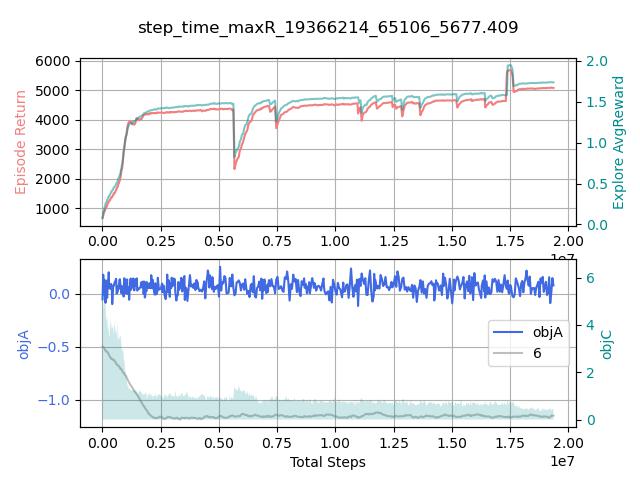 step_time_maxR_19366214_65106_5677.409
6000
5000
4000
3000
2000
1000
Episode Return
2.0
1.5
1.0
0.5
0.0
Explore AvgReward
0.00 0.25 0.50 0.75 1.00 1.25 1.50 1.75 2.00
1e7
0.0
−0.5
−1.0
objA
6
4
2
0
objC
objA
6
0.00 0.25 0.50 0.75 1.00 1.25 1.50 1.75 2.00
Total Steps
1e7